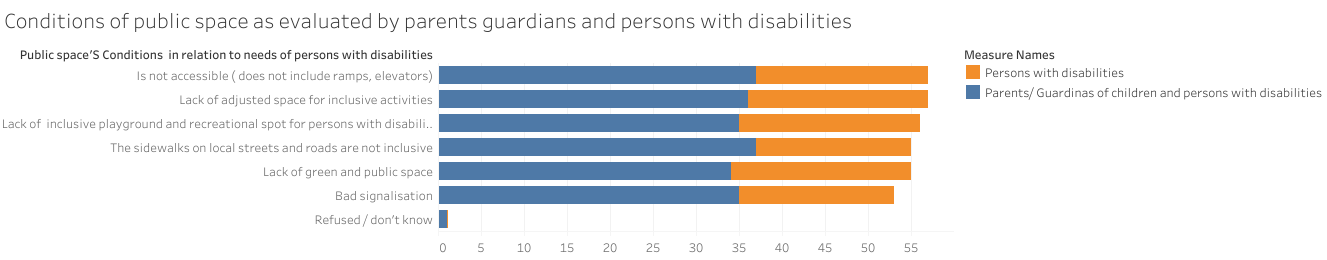 Conditions of public space as evaluated by parents guardians and persons with disabilities
Public space'S Conditions in relation to needs of persons with disabilities
Is not accessible ( does not include ramps, elevators)
Lack of adjusted space for inclusive activities
Lack of inclusive playground and recreational spot for persons with disabili..
The sidewalks on local streets and roads are not inclusive
Lack of green and public space
Bad signalisation
Refused / don't know
0 5 10 15 20 25 30 35 40 45 50 55
Measure Names
Persons with disabilities
Parents/ Guardinas of children and persons with disabilities